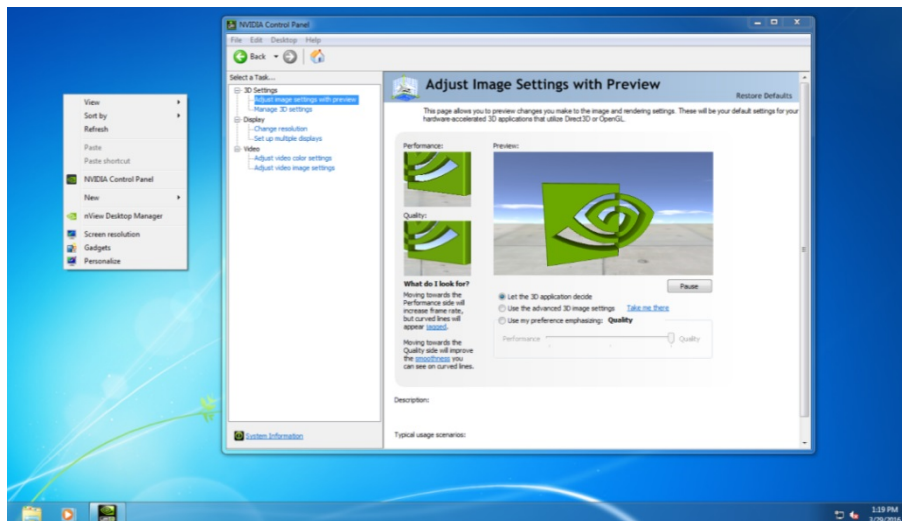 NVIDIA Control Panel
File Edit Desktop Help
Back
Select a Task...
3D Settings
Adjust image settings with preview
Manage 3D settings
Display
Change resolution
Set up multiple displays
Video
Adjust video color settings
Adjust video image settings
System Information
View
Sort by
Refresh
Paste
Paste shortcut
NVIDIA Control Panel
New
nView Desktop Manager
Screen resolution
Gadgets
Personalize
Adjust Image Settings with Preview
Restore Defaults
This page allows you to preview changes you make to the image and rendering settings. These will be your default settings for your
hardware-accelerated 3D applications that utilize Direct3D or OpenGL.
Performance:
Preview:
Quality:
What do I look for?
Moving towards the
Performance side will
increase frame rate,
but curved lines will
appear jagged.
Moving towards the
Quality side will improve
the smoothness you
can see on curved lines.
Pause
Let the 3D application decide
Use the advanced 3D image settings Take me there
Use my preference emphasizing: Quality
Performance Quality
Description:
Typical usage scenarios:
1:19 PM
3/29/2016